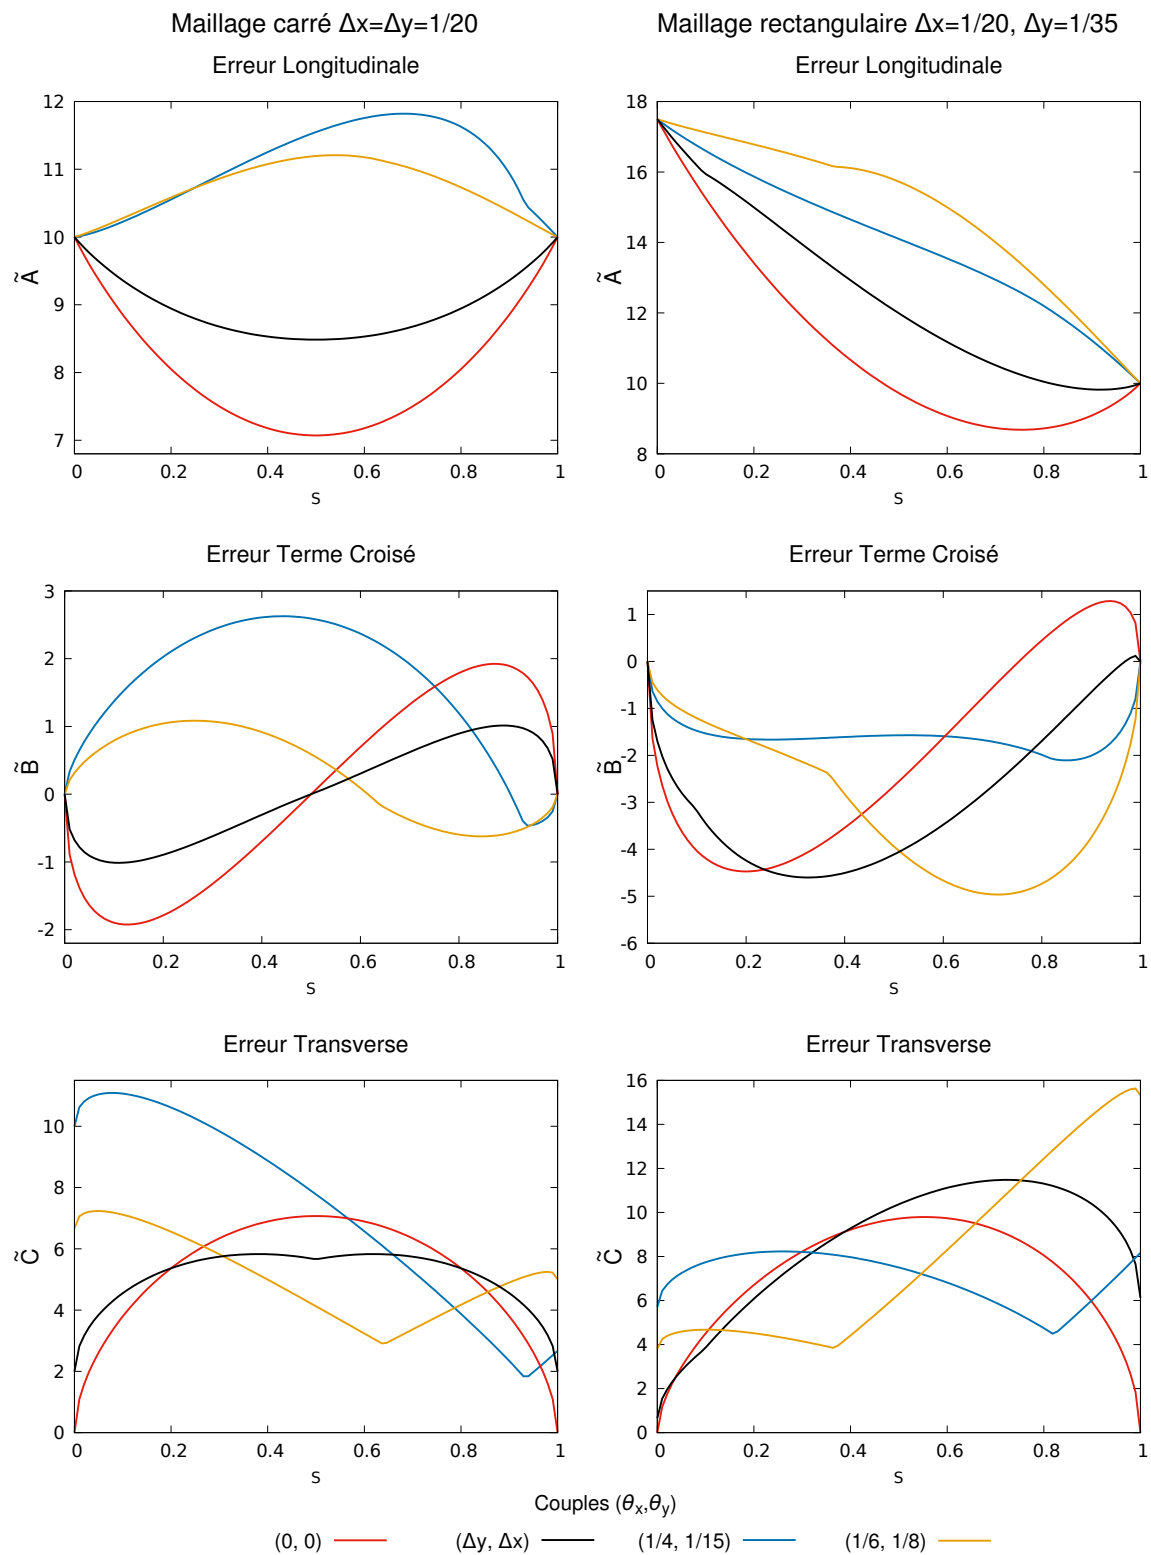 Maillage carré Δx=Δy=1/20
Maillage rectangulaire Δx=1/20, Δy=1/35
Erreur Longitudinale
12
11
10
9
8
7
Ã
0 0.2 0.4 0.6 0.8 1
S
Erreur Longitudinale
18
16
14
12
10
8
Ã
0 0.2 0.4 0.6 0.8 1
S
Erreur Terme Croisé
3
2
1
0
-1
-2
B̃
0 0.2 0.4 0.6 0.8 1
S
Erreur Terme Croisé
1
0
-1
-2
-3
-4
-5
-6
B̃
0 0.2 0.4 0.6 0.8 1
S
Erreur Transverse
10
8
6
4
2
0
C̃
0 0.2 0.4 0.6 0.8 1
S
Erreur Transverse
16
14
12
10
8
6
4
2
0
C̃
0 0.2 0.4 0.6 0.8 1
S
Couples (θx,θy)
(0, 0) (Δy, Δx) (1/4, 1/15) (1/6, 1/8)